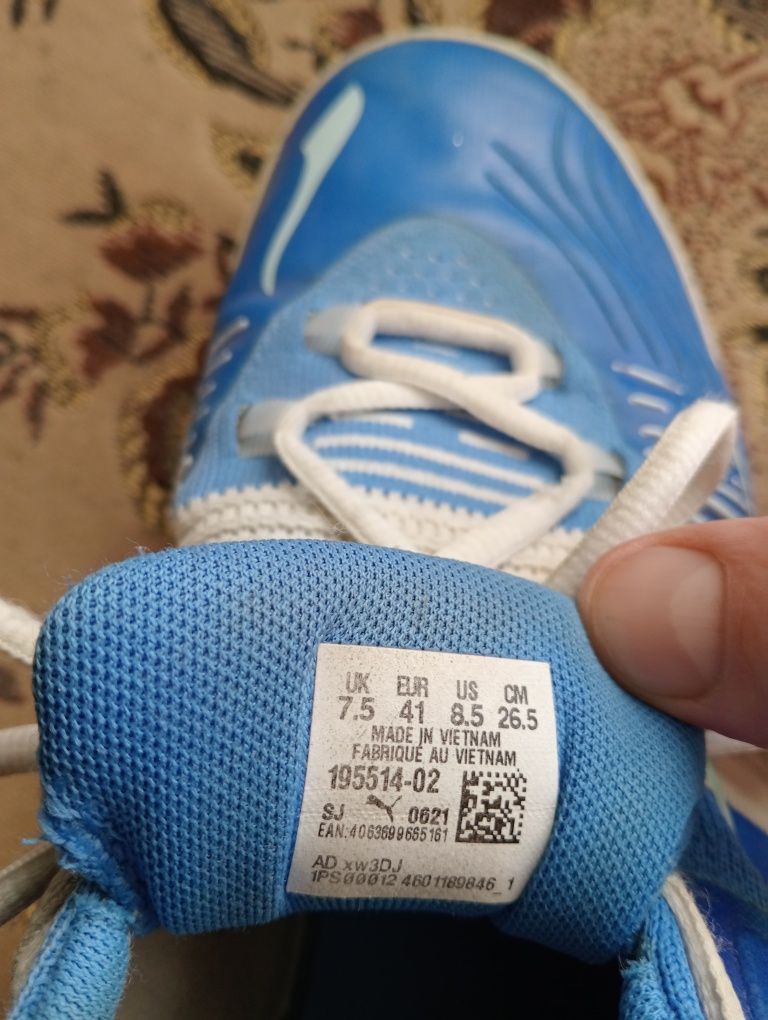 UK EUR US CM
7.5 41 8.5 26.5
MADE IN VIETNAM
FABRIQUÉ AU VIETNAM
195514-02
SJ 0621
EAN:4063699665161
AD xw3DJ
1PS00012 4601189846_1